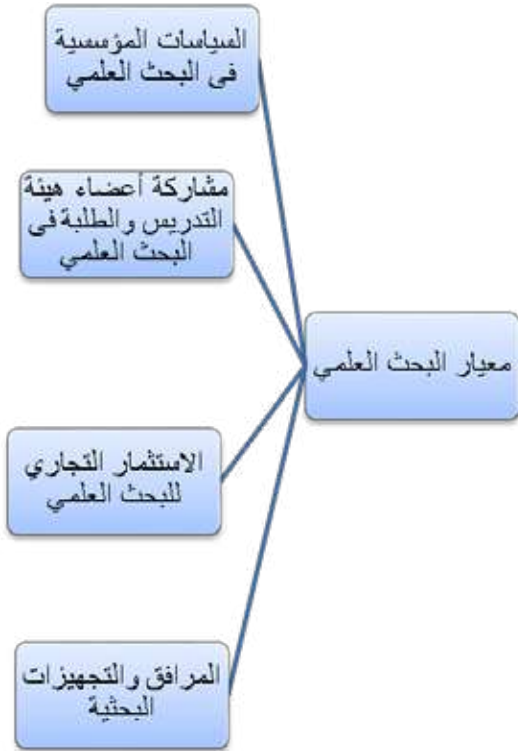 معيار البحث العلمي
السياسات المؤسسية
فى البحث العلمي
مشاركة أعضاء هيئة
التدريس والطلبة فى
البحث العلمي
الاستثمار التجاري
للبحث العلمي
المرافق والتجهيزات
البحثية